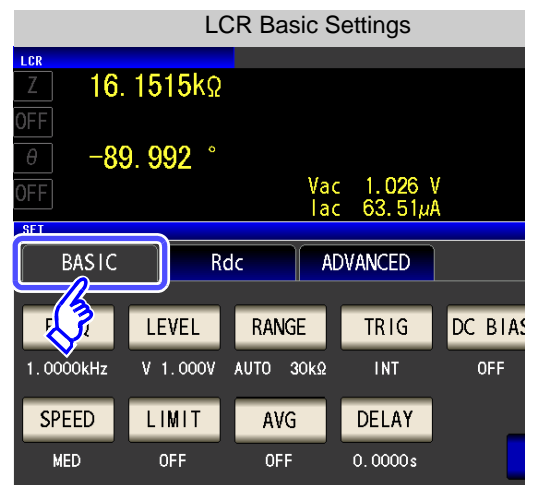 LCR Basic Settings
LCR
Z 16.1515kΩ
OFF
θ -89.992 °
OFF
Vac 1.026 V
Iac 63.51μA
SET
BASIC Rdc ADVANCED
LEVEL RANGE TRIG DC BIAS
1.0000kHz V 1.000V AUTO 30kΩ INT OFF
SPEED LIMIT AVG DELAY
MED OFF OFF 0.0000s